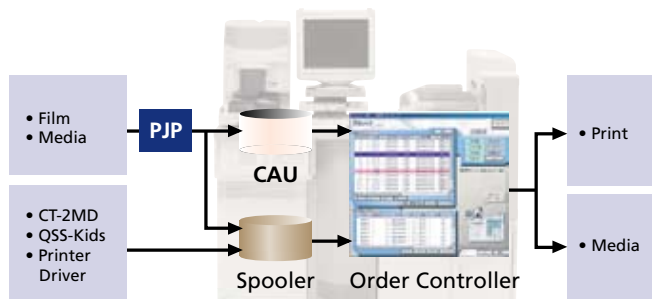 • Film
• Media
PJP
CAU
• CT-2MD
• QSS-Kids
• Printer
Driver
Spooler
Order Controller
• Print
• Media